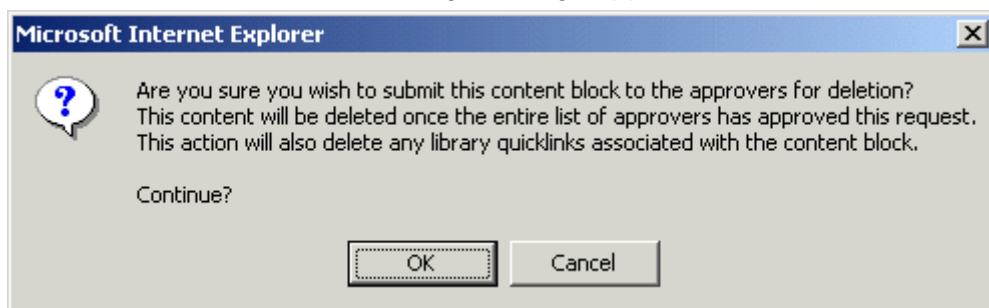 Microsoft Internet Explorer
Are you sure you wish to submit this content block to the approvers for deletion?
This content will be deleted once the entire list of approvers has approved this request.
This action will also delete any library quicklinks associated with the content block.
Continue?
OK
Cancel